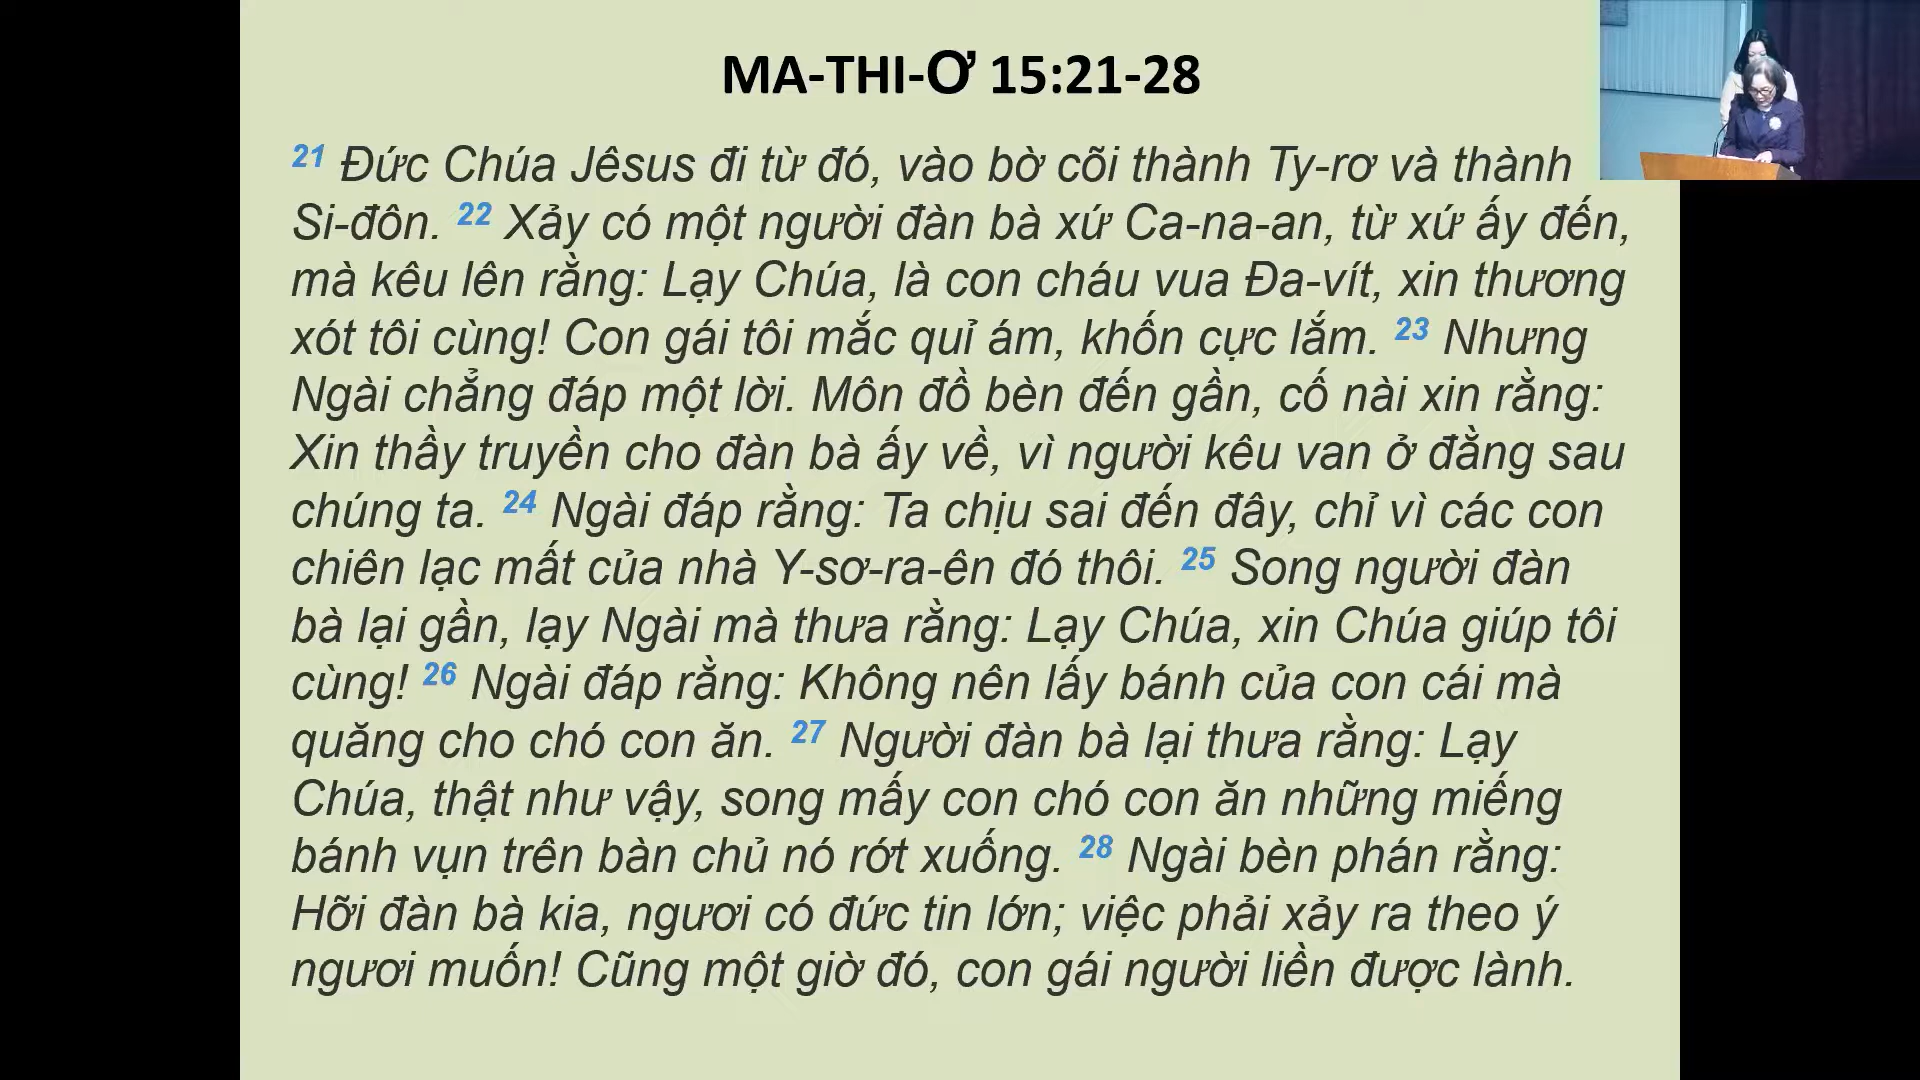 MA-THI-Ơ 15:21-28
21 Đức Chúa Jêsus đi từ đó, vào bờ cõi thành Ty-rơ và thành
Si-đôn. 22 Xảy có một người đàn bà xứ Ca-na-an, từ xứ ấy đến,
mà kêu lên rằng: Lạy Chúa, là con cháu vua Đa-vít, xin thương
xót tôi cùng! Con gái tôi mắc quỉ ám, khốn cực lắm. 23 Nhưng
Ngài chẳng đáp một lời. Môn đồ bèn đến gần, cố nài xin rằng:
Xin thầy truyền cho đàn bà ấy về, vì người kêu van ở đằng sau
chúng ta. 24 Ngài đáp rằng: Ta chịu sai đến đây, chỉ vì các con
chiên lạc mất của nhà Y-sơ-ra-ên đó thôi. 25 Song người đàn
bà lại gần, lạy Ngài mà thưa rằng: Lạy Chúa, xin Chúa giúp tôi
cùng! 26 Ngài đáp rằng: Không nên lấy bánh của con cái mà
quăng cho chó con ăn. 27 Người đàn bà lại thưa rằng: Lạy
Chúa, thật như vậy, song mấy con chó con ăn những miếng
bánh vụn trên bàn chủ nó rớt xuống. 28 Ngài bèn phán rằng:
Hỡi đàn bà kia, ngươi có đức tin lớn; việc phải xảy ra theo ý
ngươi muốn! Cũng một giờ đó, con gái người liền được lành.